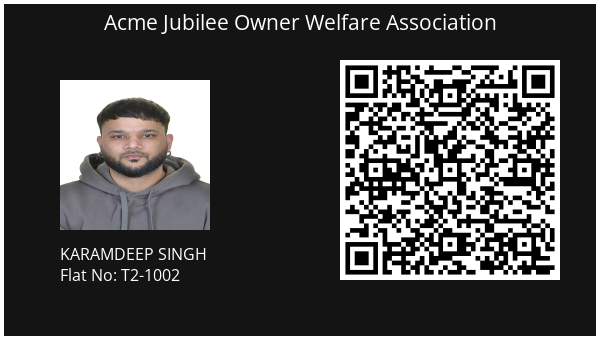 Acme Jubilee Owner Welfare Association
KARAMDEEP SINGH
Flat No: T2-1002